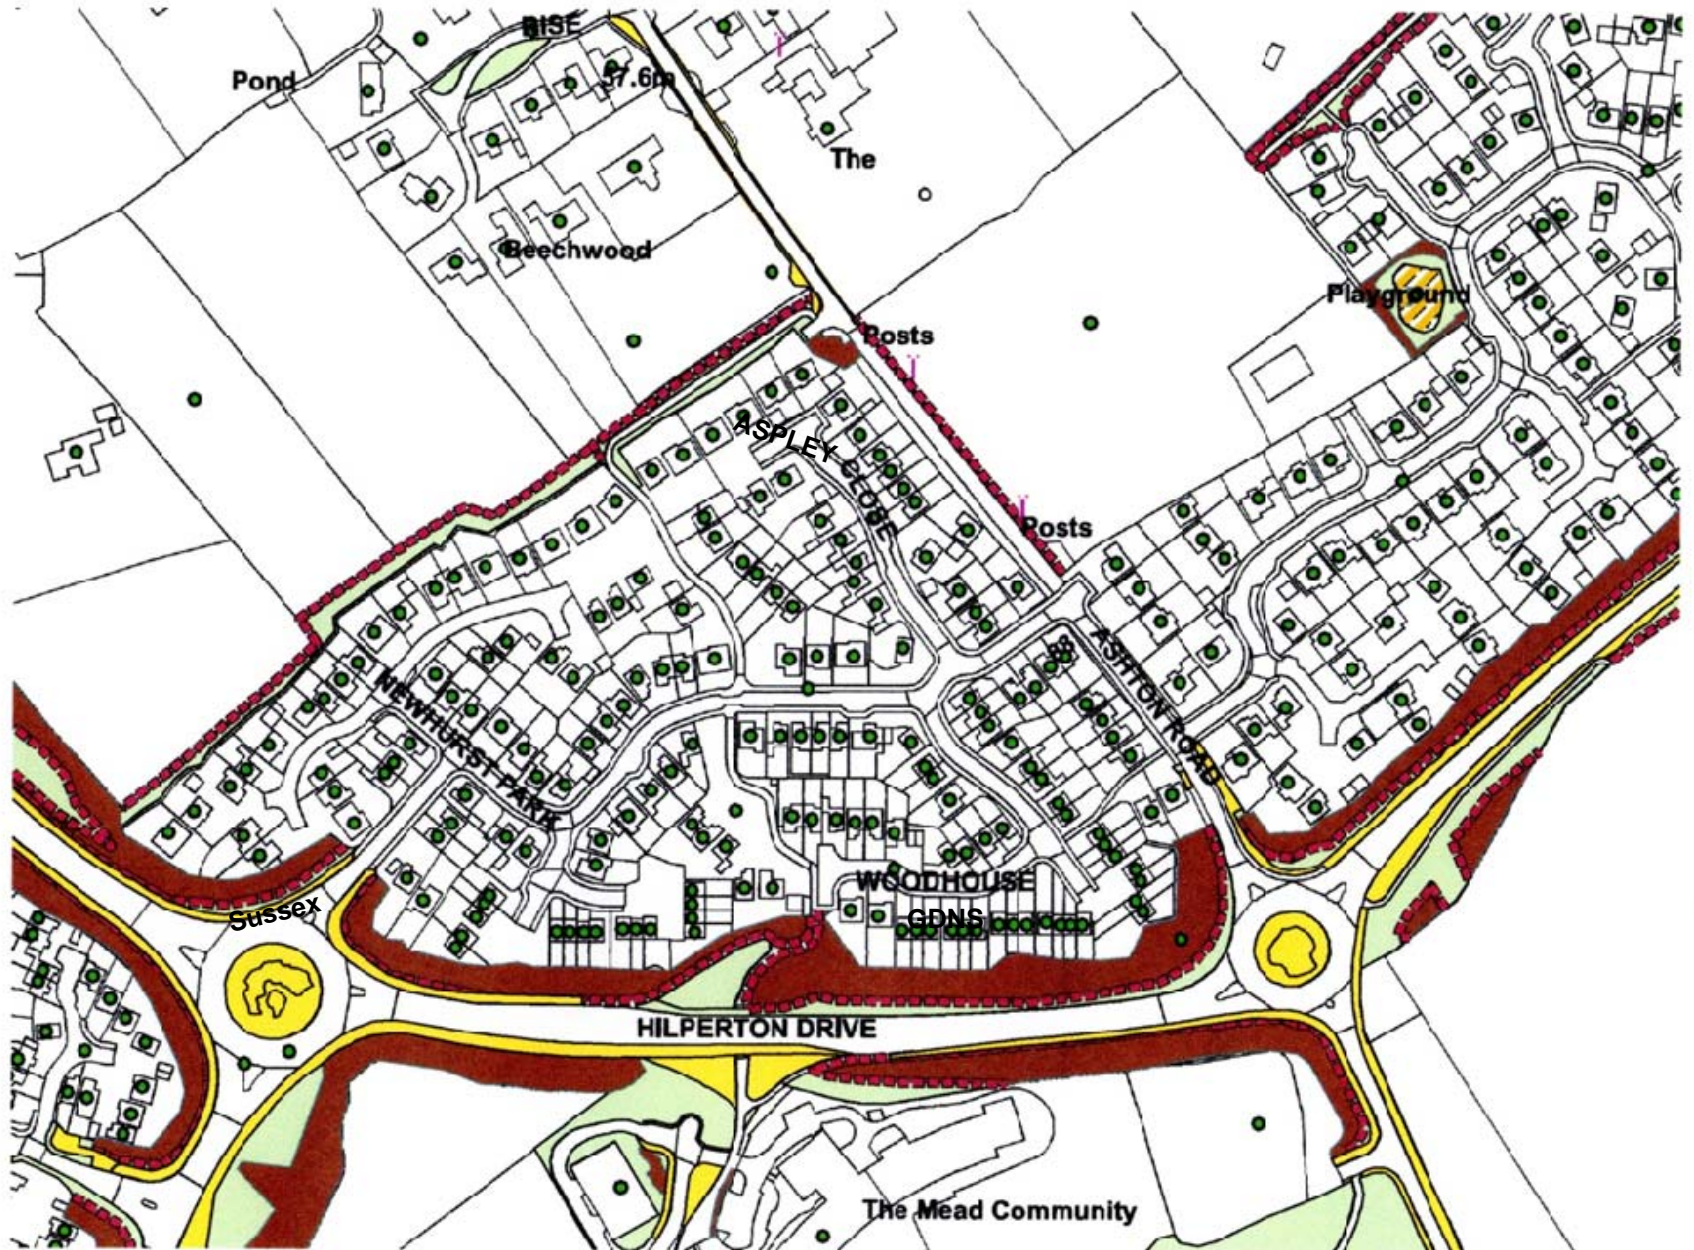 RISE
Pond
57.6m
The
Beechwood
Playground
Posts
ASPLEY CLOSE
Posts
ASHTON ROAD
NEWHURST PARK
WOODHOUSE
GDNS
Sussex
HILPERTON DRIVE
The Mead Community